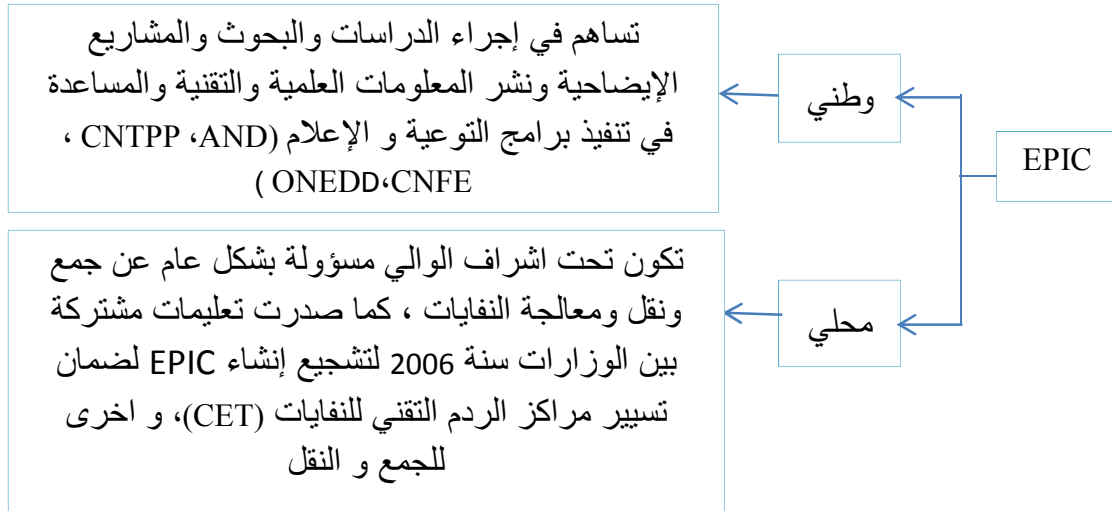 EPIC
وطني
تساهم في إجراء الدراسات والبحوث والمشاريع
الإيضاحية ونشر المعلومات العلمية والتقنية والمساعدة
في تنفيذ برامج التوعية و الإعلام (AND، CNTPP ،
ONEDD،CNFE )
محلي
تكون تحت اشراف الوالي مسؤولة بشكل عام عن جمع
ونقل ومعالجة النفايات ، كما صدرت تعليمات مشتركة
بين الوزارات سنة 2006 لتشجيع إنشاء EPIC لضمان
تسيير مراكز الردم التقني للنفايات (CET)، و اخرى
للجمع و النقل